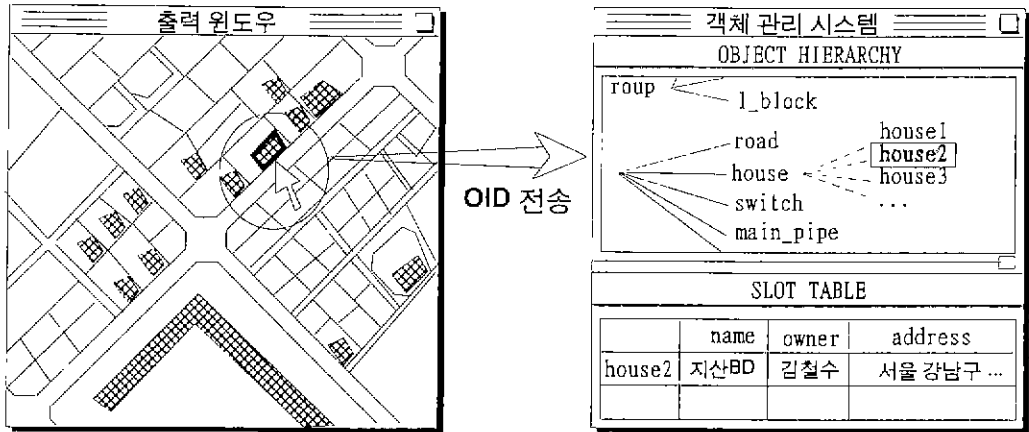 출력 윈도우
OID 전송
객체 관리 시스템
OBJECT HIERARCHY
roup
l_block
road
house
switch
main_pipe
house1
house2
house3
...
SLOT TABLE
name owner address
house2 지산BD 김철수 서울 강남구 ...